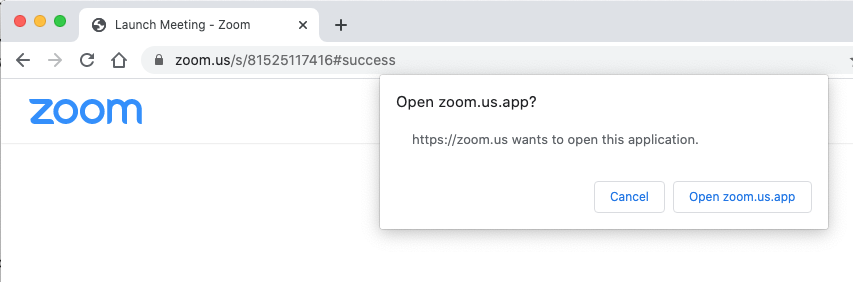 Launch Meeting - Zoom
zoom.us/s/81525117416#success
zoom
Open zoom.us.app?
https://zoom.us wants to open this application.
Cancel
Open zoom.us.app